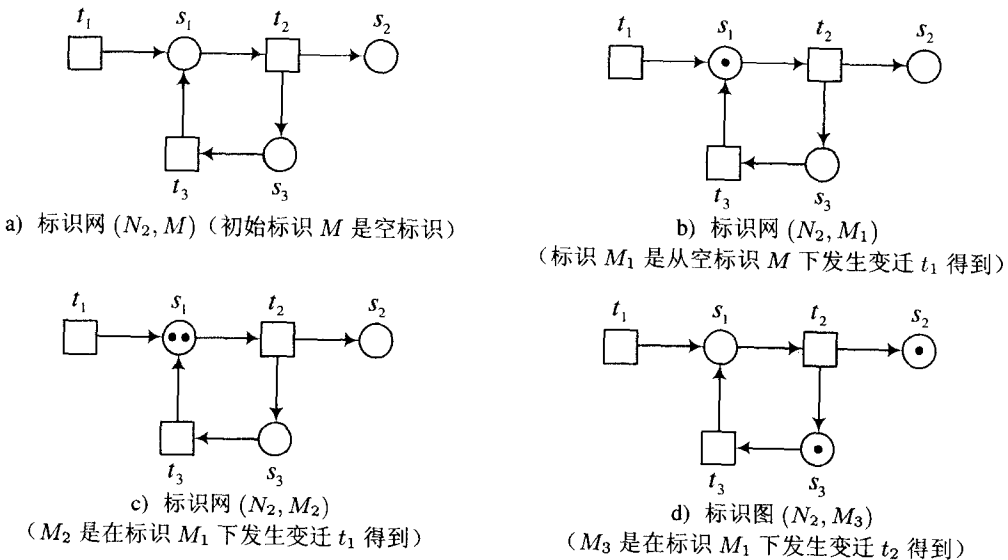 t₁ s₁ t₂ s₂
t₃ s₃
a) 标识网 (N₂, M)（初始标识 M 是空标识）
t₁ s₁ t₂ s₂
t₃ s₃
b) 标识网 (N₂, M₁)
（标识 M₁ 是从空标识 M 下发生变迁 t₁ 得到）
t₁ s₁ t₂ s₂
t₃ s₃
c) 标识网 (N₂, M₂)
（M₂ 是在标识 M₁ 下发生变迁 t₁ 得到）
t₁ s₁ t₂ s₂
t₃ s₃
d) 标识图 (N₂, M₃)
（M₃ 是在标识 M₁ 下发生变迁 t₂ 得到）